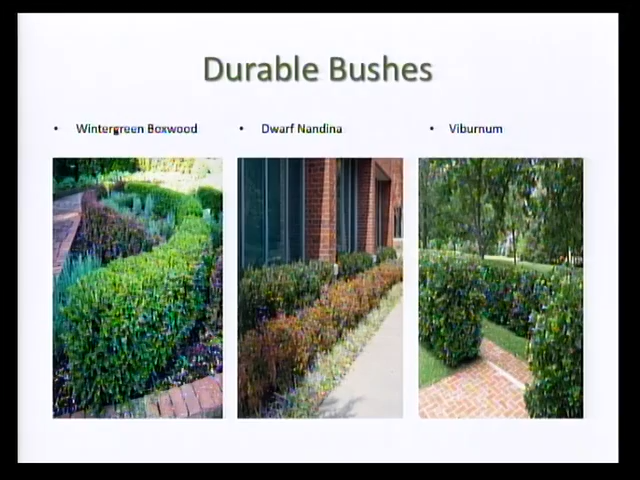 Durable Bushes
• Wintergreen Boxwood • Dwarf Nandina • Viburnum